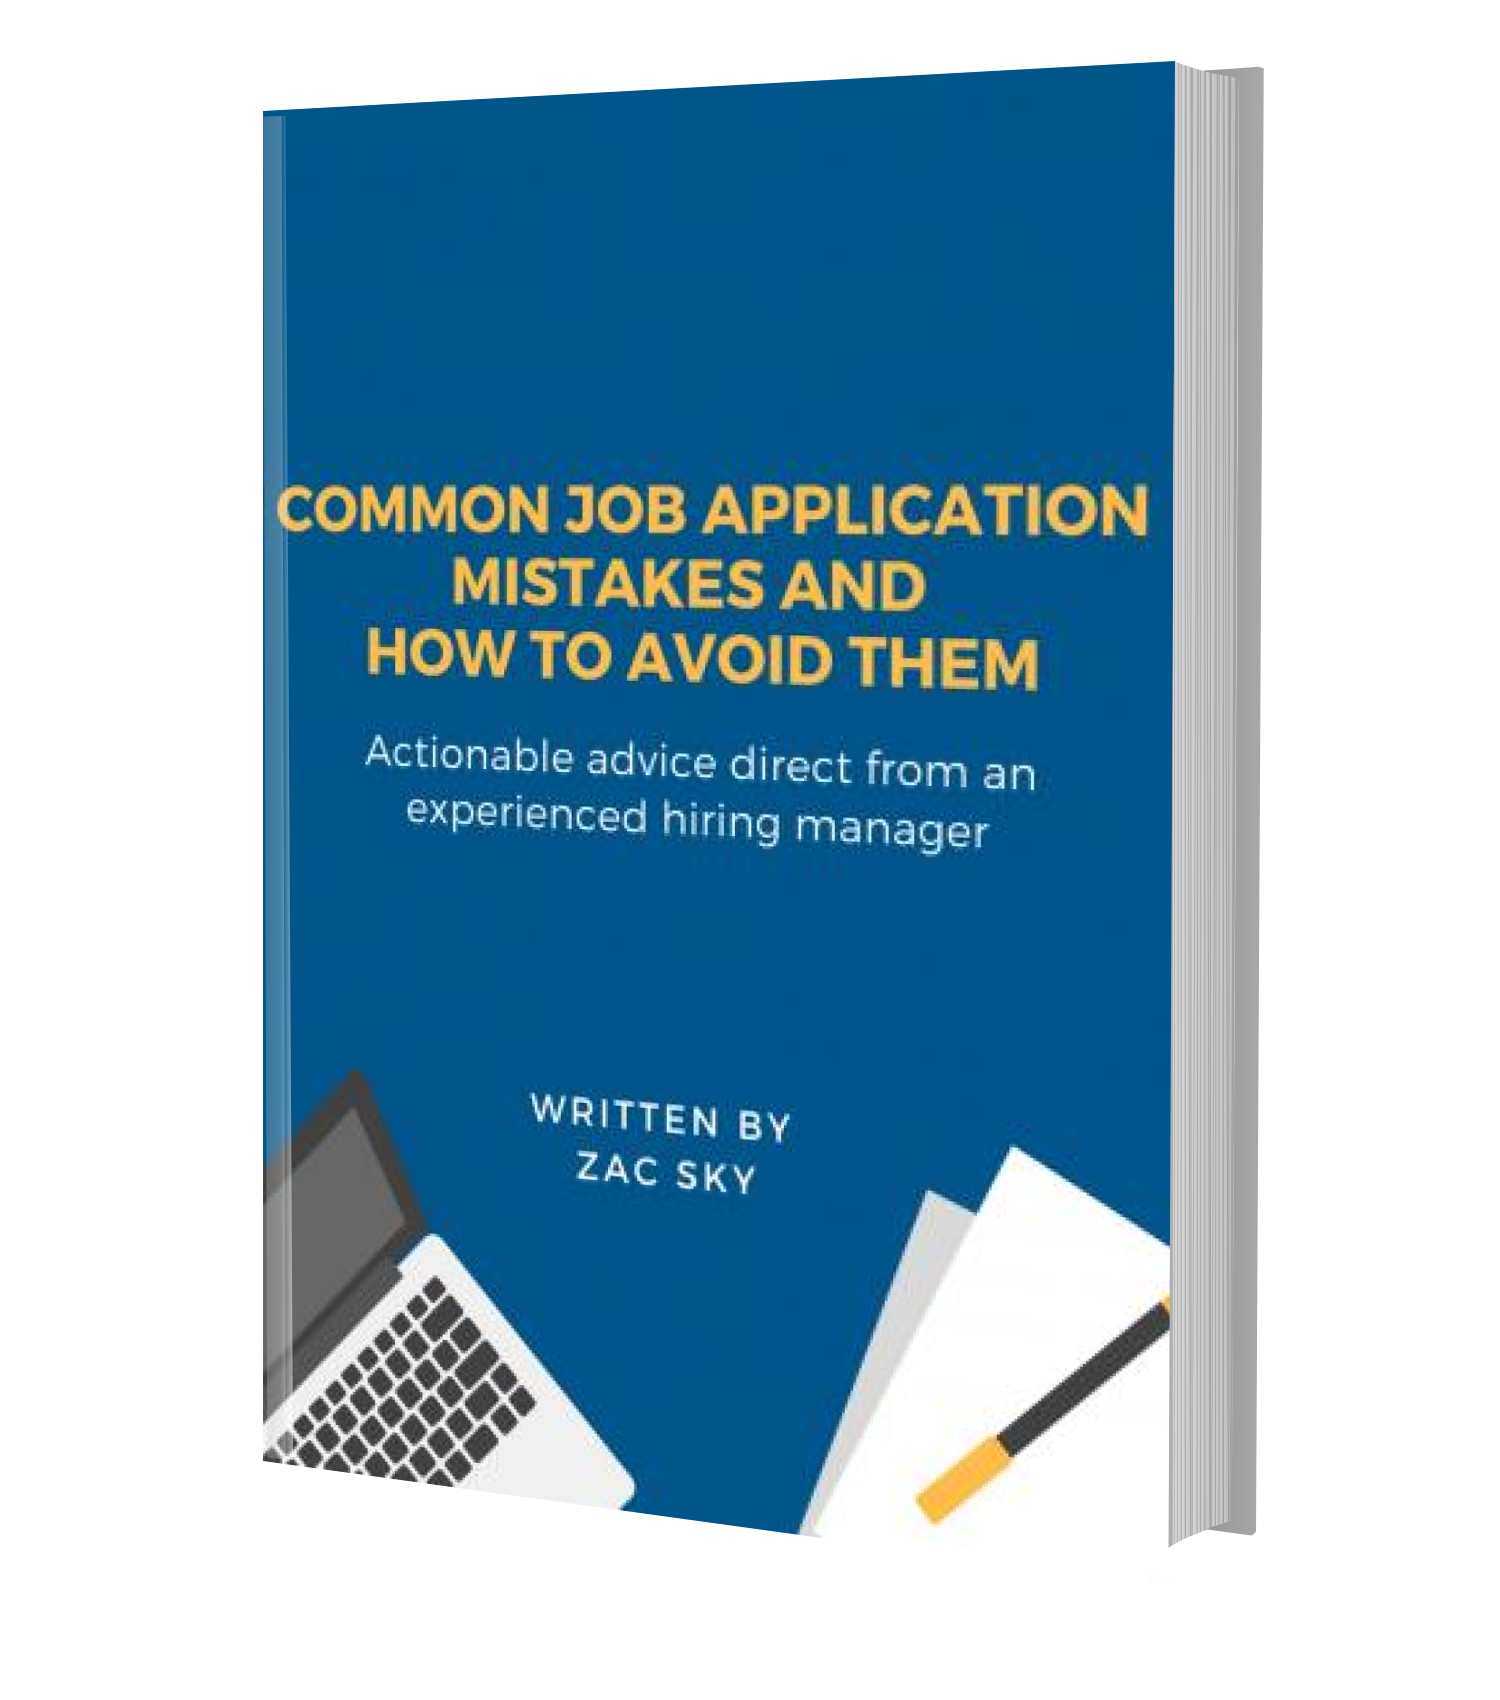 COMMON JOB APPLICATION
MISTAKES AND
HOW TO AVOID THEM
Actionable advice direct from an
experienced hiring manager
WRITTEN BY
ZAC SKY